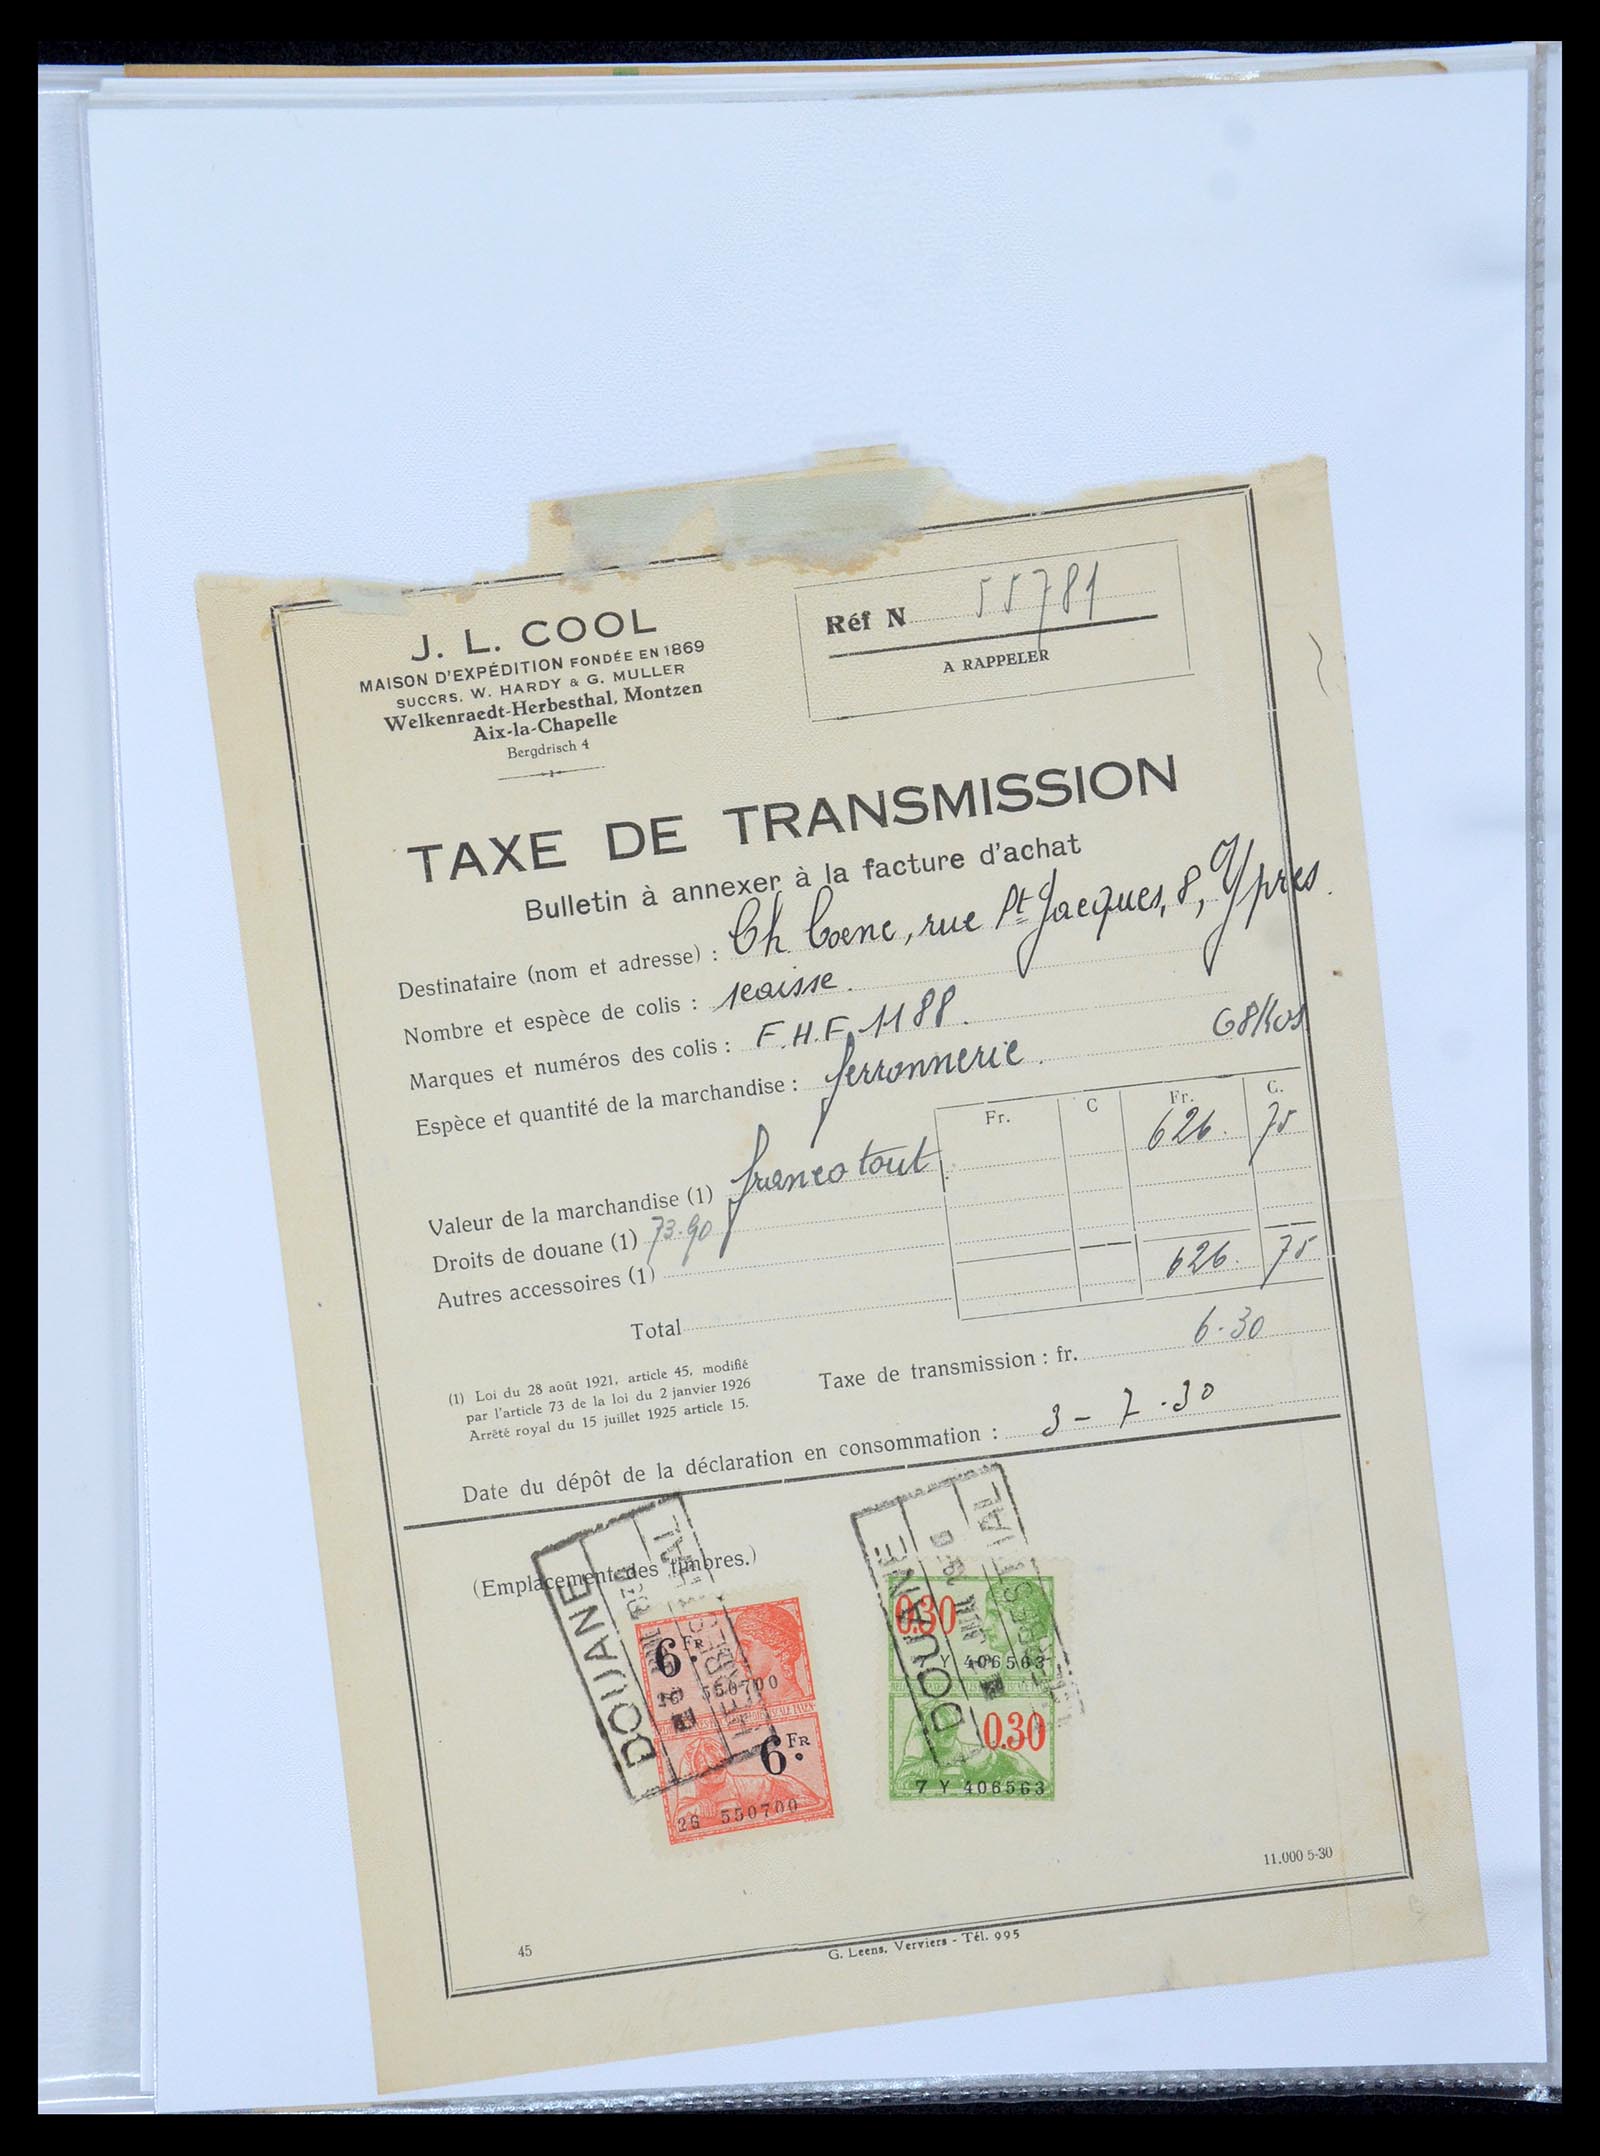 J. L. COOL
MAISON D'EXPÉDITION FONDÉE EN 1869
SUCCRS. W. HARDY & G. MULLER
Welkenraedt-Herbesthal, Montzen
Aix-la-Chapelle
Bergdrisch 4
Réf N 55781
A RAPPELER
TAXE DE TRANSMISSION
Bulletin à annexer à la facture d'achat
Destinataire (nom et adresse) : Ch Coene, rue St Jacques, 8, Ypres.
Nombre et espèce de colis : 1 caisse.
Marques et numéros des colis : F.H.F. 1188.
Espèce et quantité de la marchandise : ferronnerie. 68 Kos
Fr. C Fr. C.
Valeur de la marchandise (1) franco tout 626. 75
Droits de douane (1) 73.90
Autres accessoires (1)
Total 626. 75
(1) Loi du 28 août 1921, article 45, modifié
par l'article 73 de la loi du 2 janvier 1926
Arrêté royal du 15 juillet 1925 article 15.
Taxe de transmission : fr. 6.30
Date du dépôt de la déclaration en consommation : 3 - 7 . 30
(Emplacement des timbres.)
DOUANE
DOUANE
6. FR
26 550700
6. FR
26 550700
0.30
7 Y 406563
0.30
7 Y 406563
11.000 5-30
45
G. Leens, Verviers - Tél. 995